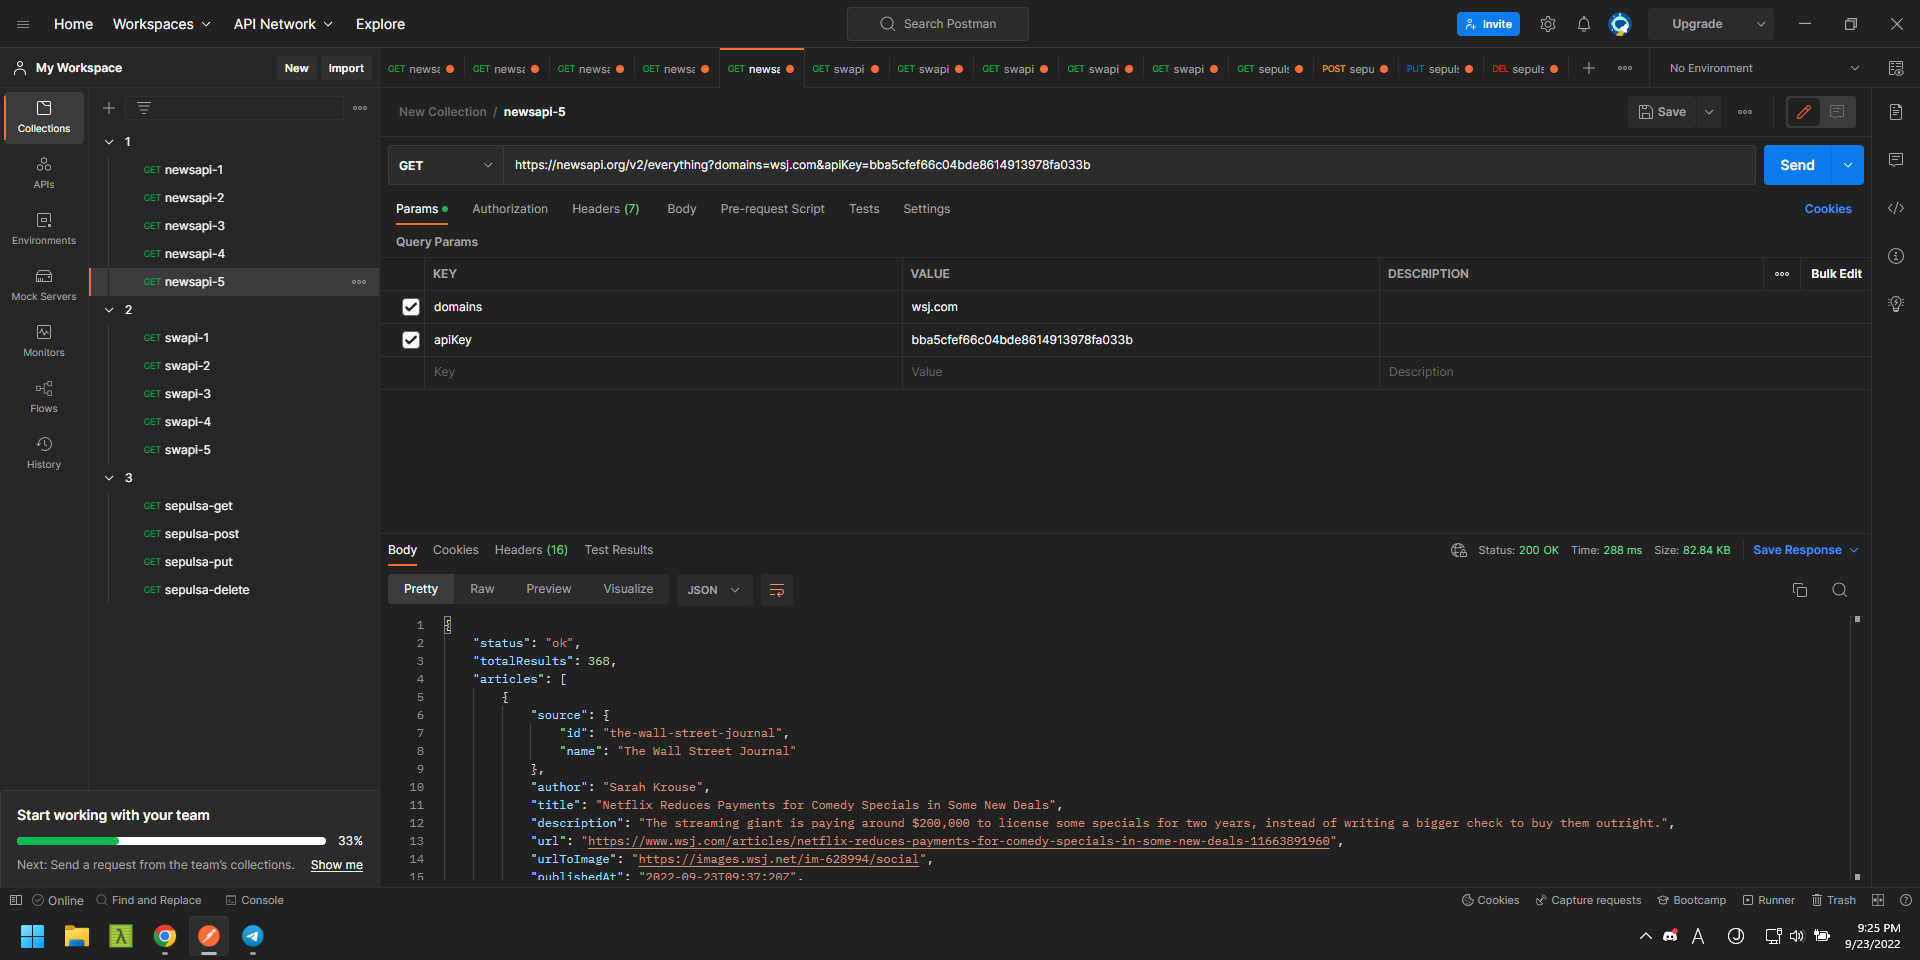 Home Workspaces API Network Explore Search Postman Invite Upgrade
My Workspace New Import GET newsa GET newsa GET newsa GET newsa GET newsa GET swapi GET swapi GET swapi GET swapi GET swapi GET sepuls POST sepu PUT sepuls DEL sepuls No Environment
Collections
APIs
Environments
Mock Servers
Monitors
Flows
History
1
GET newsapi-1
GET newsapi-2
GET newsapi-3
GET newsapi-4
GET newsapi-5
2
GET swapi-1
GET swapi-2
GET swapi-3
GET swapi-4
GET swapi-5
3
GET sepulsa-get
GET sepulsa-post
GET sepulsa-put
GET sepulsa-delete
Start working with your team
33%
Next: Send a request from the team's collections. Show me
New Collection / newsapi-5 Save
GET https://newsapi.org/v2/everything?domains=wsj.com&apiKey=bba5cfef66c04bde8614913978fa033b Send
Params Authorization Headers (7) Body Pre-request Script Tests Settings Cookies
Query Params
KEY VALUE DESCRIPTION Bulk Edit
domains wsj.com
apiKey bba5cfef66c04bde8614913978fa033b
Key Value Description
Body Cookies Headers (16) Test Results Status: 200 OK Time: 288 ms Size: 82.84 KB Save Response
Pretty Raw Preview Visualize JSON
1 {
2 "status": "ok",
3 "totalResults": 368,
4 "articles": [
5 {
6 "source": {
7 "id": "the-wall-street-journal",
8 "name": "The Wall Street Journal"
9 },
10 "author": "Sarah Krouse",
11 "title": "Netflix Reduces Payments for Comedy Specials in Some New Deals",
12 "description": "The streaming giant is paying around $200,000 to license some specials for two years, instead of writing a bigger check to buy them outright.",
13 "url": "https://www.wsj.com/articles/netflix-reduces-payments-for-comedy-specials-in-some-new-deals-11663891960",
14 "urlToImage": "https://images.wsj.net/im-628994/social",
15 "publishedAt": "2022-09-23T09:37:20Z",
Online Find and Replace Console Cookies Capture requests Bootcamp Runner Trash
9:25 PM
9/23/2022